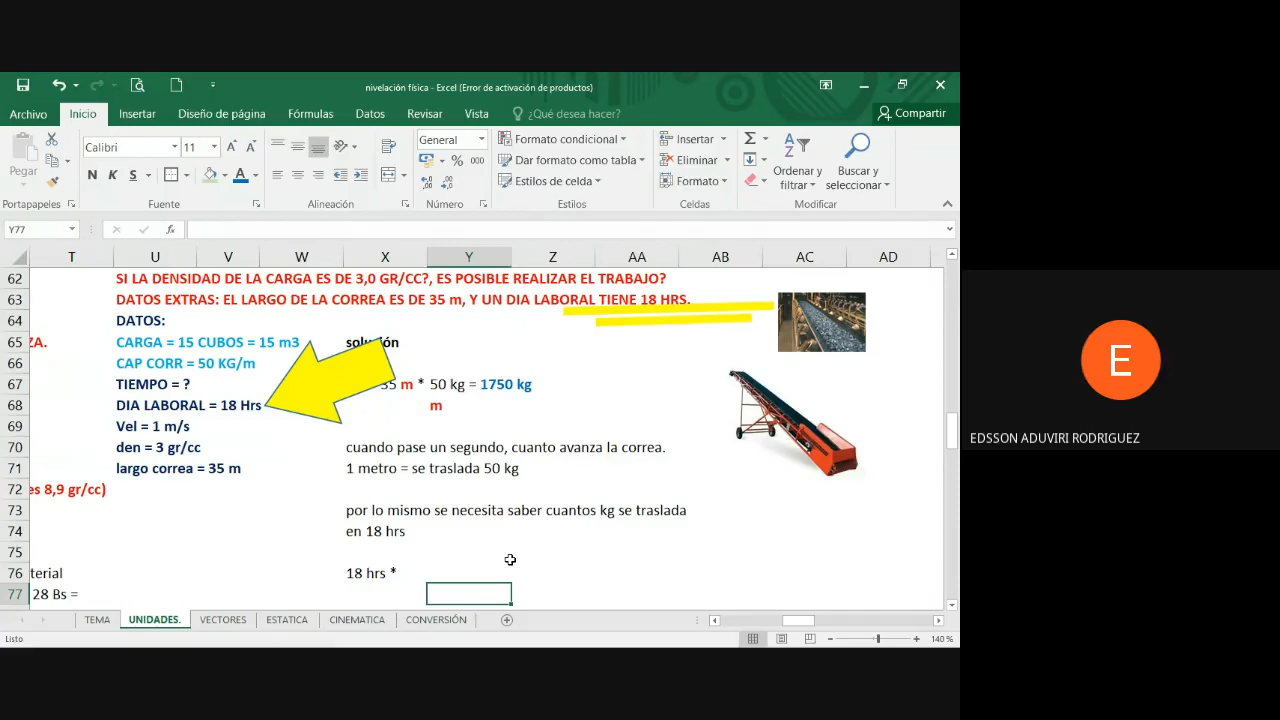 nivelación física - Excel (Error de activación de productos)
Archivo Inicio Insertar Diseño de página Fórmulas Datos Revisar Vista ¿Qué desea hacer? Compartir
Pegar
Calibri 11
N K S
General
% 000
Formato condicional
Dar formato como tabla
Estilos de celda
Insertar
Eliminar
Formato
Ordenar y filtrar
Buscar y seleccionar
Portapapeles Fuente Alineación Número Estilos Celdas Modificar
Y77 fx
T U V W X Y Z AA AB AC AD
62 SI LA DENSIDAD DE LA CARGA ES DE 3,0 GR/CC?, ES POSIBLE REALIZAR EL TRABAJO?
63 DATOS EXTRAS: EL LARGO DE LA CORREA ES DE 35 m, Y UN DIA LABORAL TIENE 18 HRS.
64 DATOS:
65 ZA. CARGA = 15 CUBOS = 15 m3
66 CAP CORR = 50 KG/m
67 TIEMPO = ? 35 m * 50 kg = 1750 kg
68 DIA LABORAL = 18 Hrs m
69 Vel = 1 m/s
70 den = 3 gr/cc cuando pase un segundo, cuanto avanza la correa.
71 largo correa = 35 m 1 metro = se traslada 50 kg
72 es 8,9 gr/cc)
73 por lo mismo se necesita saber cuantos kg se traslada
74 en 18 hrs
75
76 terial 18 hrs *
77 28 Bs =
TEMA UNIDADES. VECTORES ESTATICA CINEMATICA CONVERSIÓN
Listo 140 %
E
EDSSON ADUVIRI RODRIGUEZ